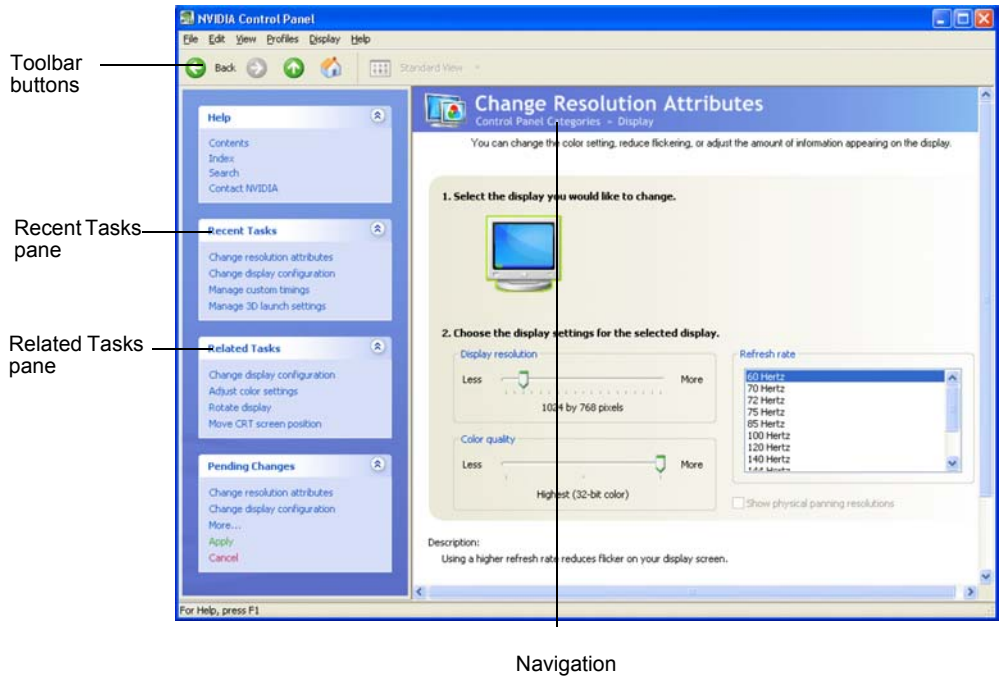 NVIDIA Control Panel
File Edit View Profiles Display Help
Back
Standard View
Toolbar
buttons
Help
Contents
Index
Search
Contact NVIDIA
Recent Tasks
pane
Recent Tasks
Change resolution attributes
Change display configuration
Manage custom timings
Manage 3D launch settings
Related Tasks
pane
Related Tasks
Change display configuration
Adjust color settings
Rotate display
Move CRT screen position
Pending Changes
Change resolution attributes
Change display configuration
More...
Apply
Cancel
Change Resolution Attributes
Control Panel Categories » Display
You can change the color setting, reduce flickering, or adjust the amount of information appearing on the display.
1. Select the display you would like to change.
2. Choose the display settings for the selected display.
Display resolution
Less
More
1024 by 768 pixels
Color quality
Less
More
Highest (32-bit color)
Refresh rate
60 Hertz
70 Hertz
72 Hertz
75 Hertz
85 Hertz
100 Hertz
120 Hertz
140 Hertz
144 Hertz
Show physical panning resolutions
Description:
Using a higher refresh rate reduces flicker on your display screen.
For Help, press F1
Navigation